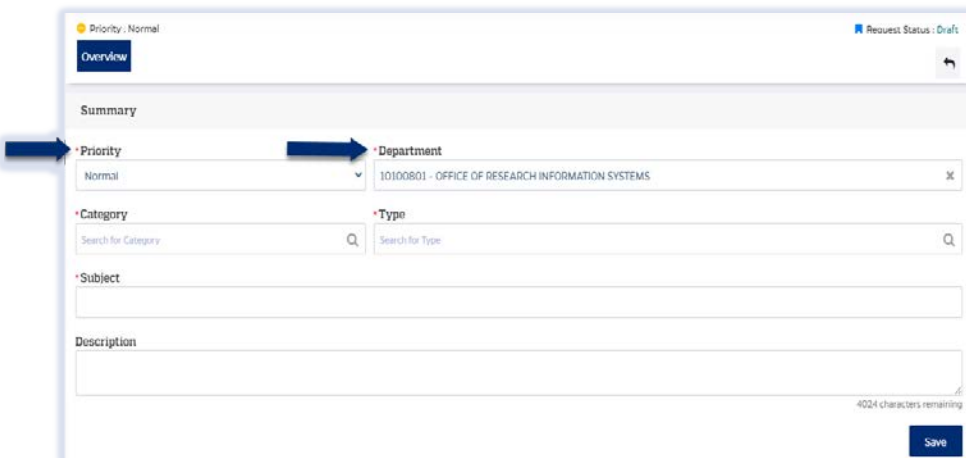 Priority : Normal
Request Status : Draft
Overview
Summary
*Priority
*Department
Normal
10100801 - OFFICE OF RESEARCH INFORMATION SYSTEMS
*Category
*Type
Search for Category
Search for Type
*Subject
Description
4024 characters remaining
Save